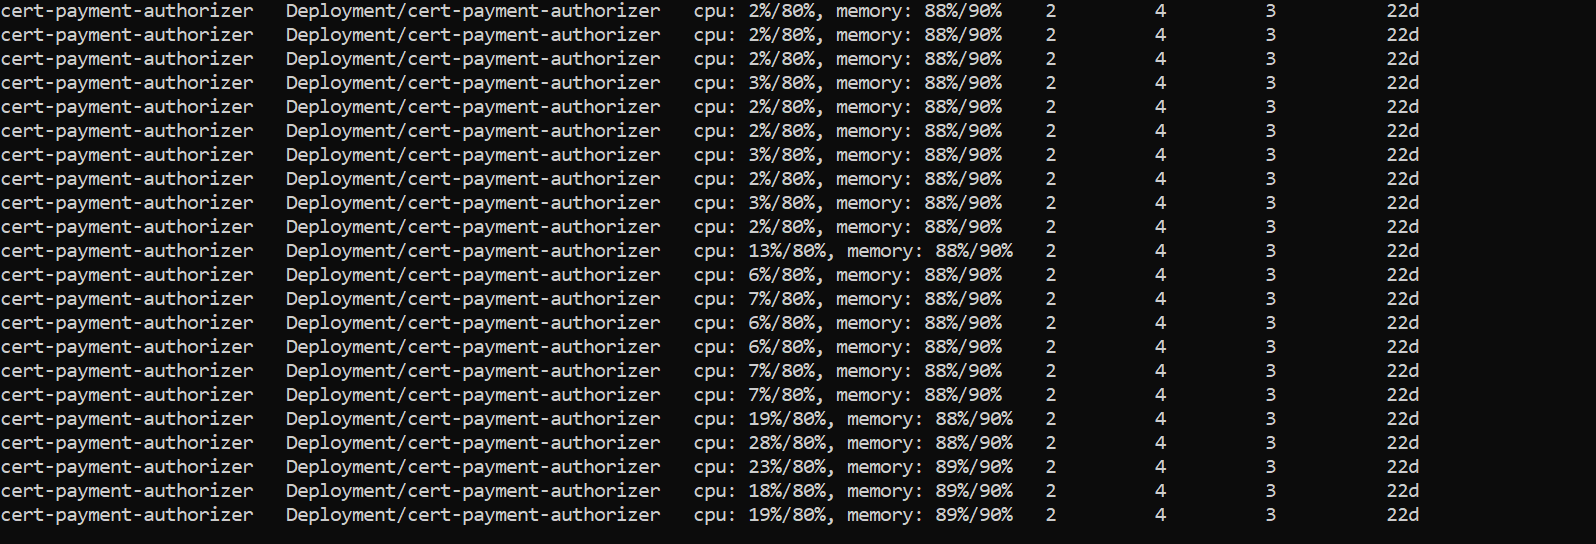 cert-payment-authorizer   Deployment/cert-payment-authorizer   cpu: 2%/80%, memory: 88%/90%    2         4         3          22d
cert-payment-authorizer   Deployment/cert-payment-authorizer   cpu: 2%/80%, memory: 88%/90%    2         4         3          22d
cert-payment-authorizer   Deployment/cert-payment-authorizer   cpu: 2%/80%, memory: 88%/90%    2         4         3          22d
cert-payment-authorizer   Deployment/cert-payment-authorizer   cpu: 3%/80%, memory: 88%/90%    2         4         3          22d
cert-payment-authorizer   Deployment/cert-payment-authorizer   cpu: 2%/80%, memory: 88%/90%    2         4         3          22d
cert-payment-authorizer   Deployment/cert-payment-authorizer   cpu: 2%/80%, memory: 88%/90%    2         4         3          22d
cert-payment-authorizer   Deployment/cert-payment-authorizer   cpu: 3%/80%, memory: 88%/90%    2         4         3          22d
cert-payment-authorizer   Deployment/cert-payment-authorizer   cpu: 2%/80%, memory: 88%/90%    2         4         3          22d
cert-payment-authorizer   Deployment/cert-payment-authorizer   cpu: 3%/80%, memory: 88%/90%    2         4         3          22d
cert-payment-authorizer   Deployment/cert-payment-authorizer   cpu: 2%/80%, memory: 88%/90%    2         4         3          22d
cert-payment-authorizer   Deployment/cert-payment-authorizer   cpu: 13%/80%, memory: 88%/90%   2         4         3          22d
cert-payment-authorizer   Deployment/cert-payment-authorizer   cpu: 6%/80%, memory: 88%/90%    2         4         3          22d
cert-payment-authorizer   Deployment/cert-payment-authorizer   cpu: 7%/80%, memory: 88%/90%    2         4         3          22d
cert-payment-authorizer   Deployment/cert-payment-authorizer   cpu: 6%/80%, memory: 88%/90%    2         4         3          22d
cert-payment-authorizer   Deployment/cert-payment-authorizer   cpu: 6%/80%, memory: 88%/90%    2         4         3          22d
cert-payment-authorizer   Deployment/cert-payment-authorizer   cpu: 7%/80%, memory: 88%/90%    2         4         3          22d
cert-payment-authorizer   Deployment/cert-payment-authorizer   cpu: 7%/80%, memory: 88%/90%    2         4         3          22d
cert-payment-authorizer   Deployment/cert-payment-authorizer   cpu: 19%/80%, memory: 88%/90%   2         4         3          22d
cert-payment-authorizer   Deployment/cert-payment-authorizer   cpu: 28%/80%, memory: 88%/90%   2         4         3          22d
cert-payment-authorizer   Deployment/cert-payment-authorizer   cpu: 23%/80%, memory: 89%/90%   2         4         3          22d
cert-payment-authorizer   Deployment/cert-payment-authorizer   cpu: 18%/80%, memory: 89%/90%   2         4         3          22d
cert-payment-authorizer   Deployment/cert-payment-authorizer   cpu: 19%/80%, memory: 89%/90%   2         4         3          22d